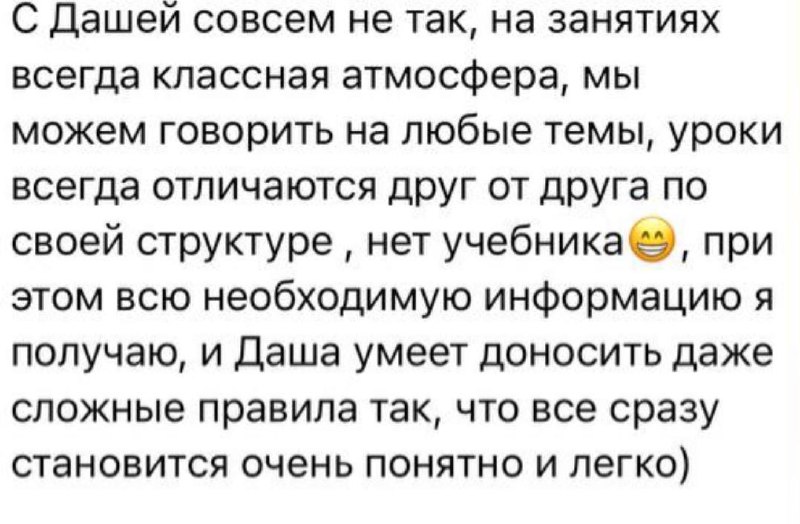 С Дашей совсем не так, на занятиях
всегда классная атмосфера, мы
можем говорить на любые темы, уроки
всегда отличаются друг от друга по
своей структуре , нет учебника😁, при
этом всю необходимую информацию я
получаю, и Даша умеет доносить даже
сложные правила так, что все сразу
становится очень понятно и легко)